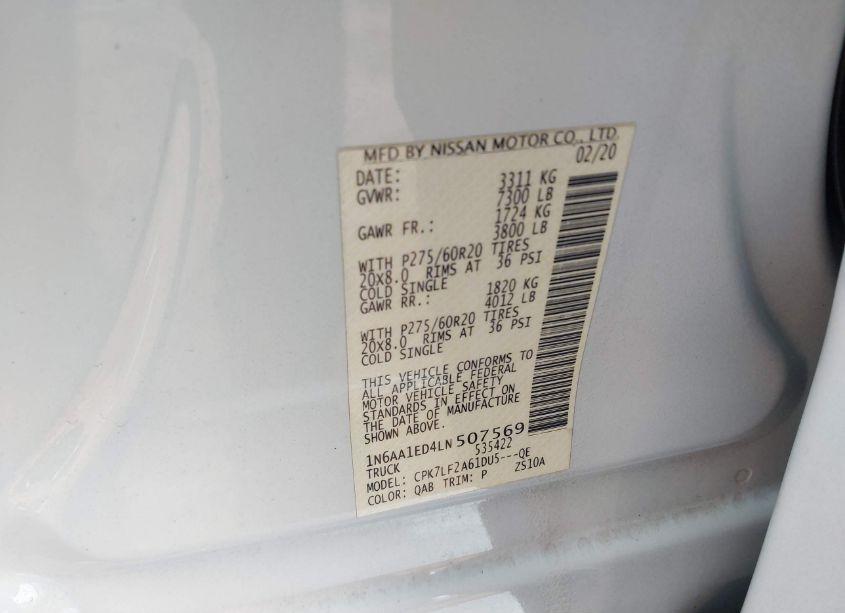 MFD BY NISSAN MOTOR CO., LTD.
DATE: 02/20
GVWR: 3311 KG
7300 LB
GAWR FR.: 1724 KG
3800 LB
WITH P275/60R20 TIRES
20X8.0 RIMS AT 36 PSI
COLD SINGLE
GAWR RR.: 1820 KG
4012 LB
WITH P275/60R20 TIRES
20X8.0 RIMS AT 36 PSI
COLD SINGLE
THIS VEHICLE CONFORMS TO
ALL APPLICABLE FEDERAL
MOTOR VEHICLE SAFETY
STANDARDS IN EFFECT ON
THE DATE OF MANUFACTURE
SHOWN ABOVE.
1N6AA1ED4LN507569
TRUCK 535422
MODEL: CPK7LF2A61DU5---QE
COLOR: QAB TRIM: P ZS10A